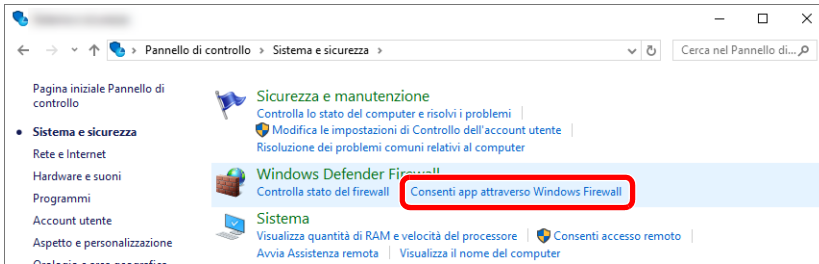 Pannello di controllo > Sistema e sicurezza >
Cerca nel Pannello di...
Pagina iniziale Pannello di
controllo
Sistema e sicurezza
Rete e Internet
Hardware e suoni
Programmi
Account utente
Aspetto e personalizzazione
Sicurezza e manutenzione
Controlla lo stato del computer e risolvi i problemi
Modifica le impostazioni di Controllo dell'account utente
Risoluzione dei problemi comuni relativi al computer
Windows Defender Firewall
Controlla stato del firewall
Consenti app attraverso Windows Firewall
Sistema
Visualizza quantità di RAM e velocità del processore | Consenti accesso remoto
Avvia Assistenza remota | Visualizza il nome del computer